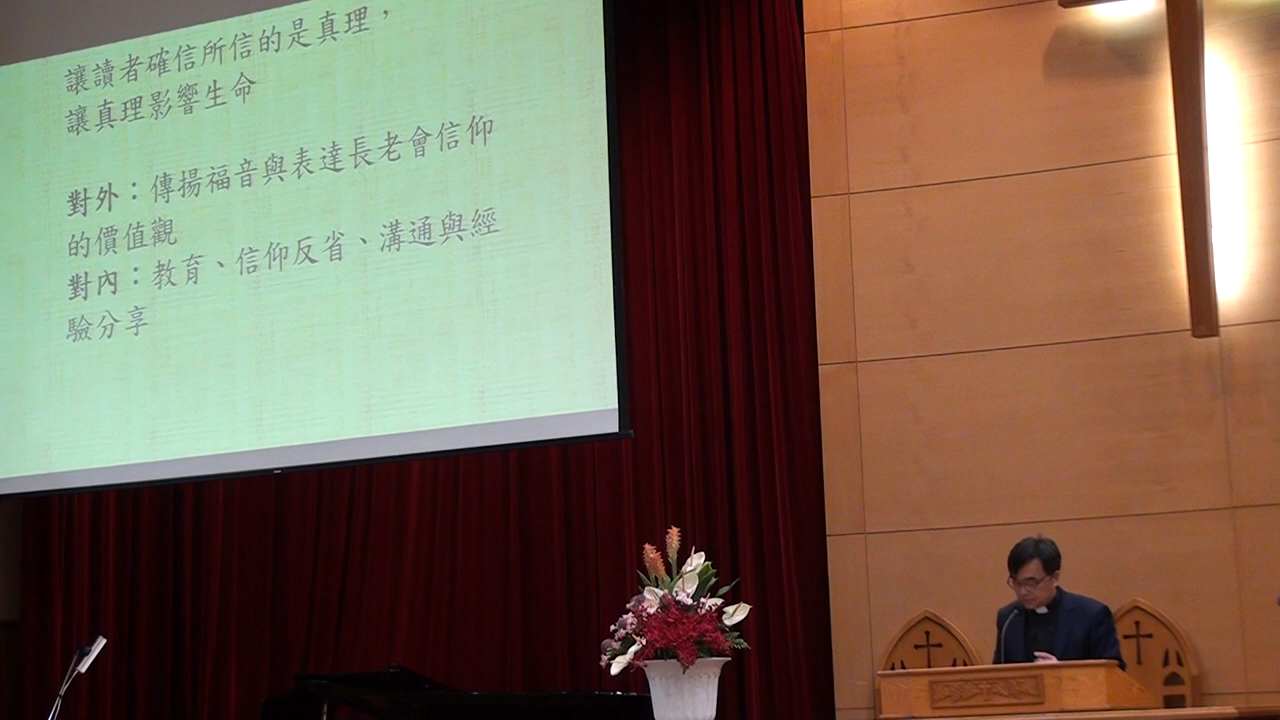 讓讀者確信所信的是真理，
讓真理影響生命
對外：傳揚福音與表達長老會信仰
的價值觀
對內：教育、信仰反省、溝通與經
驗分享